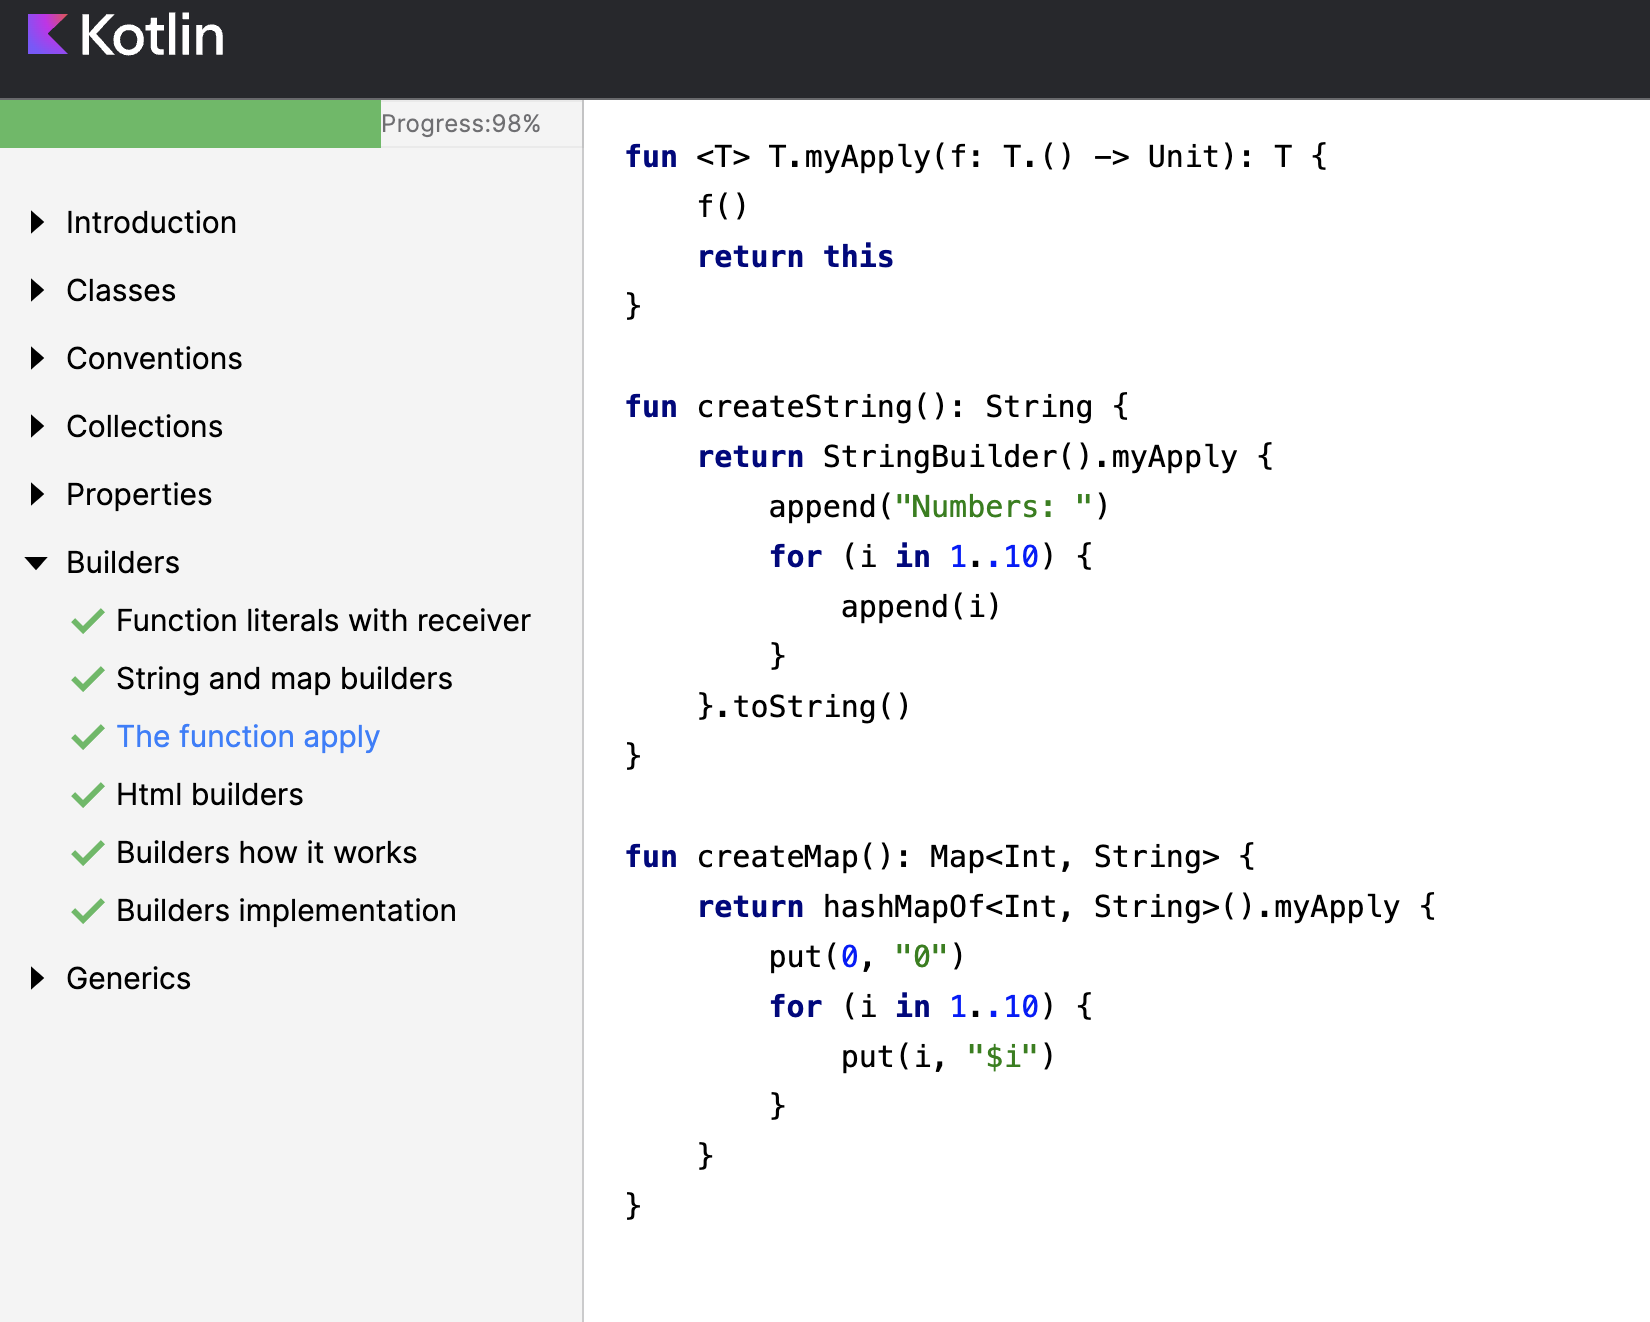 Kotlin
Progress:98%
Introduction
Classes
Conventions
Collections
Properties
Builders
Function literals with receiver
String and map builders
The function apply
Html builders
Builders how it works
Builders implementation
Generics
fun <T> T.myApply(f: T.() -> Unit): T {
    f()
    return this
}

fun createString(): String {
    return StringBuilder().myApply {
        append("Numbers: ")
        for (i in 1..10) {
            append(i)
        }
    }.toString()
}

fun createMap(): Map<Int, String> {
    return hashMapOf<Int, String>().myApply {
        put(0, "0")
        for (i in 1..10) {
            put(i, "$i")
        }
    }
}